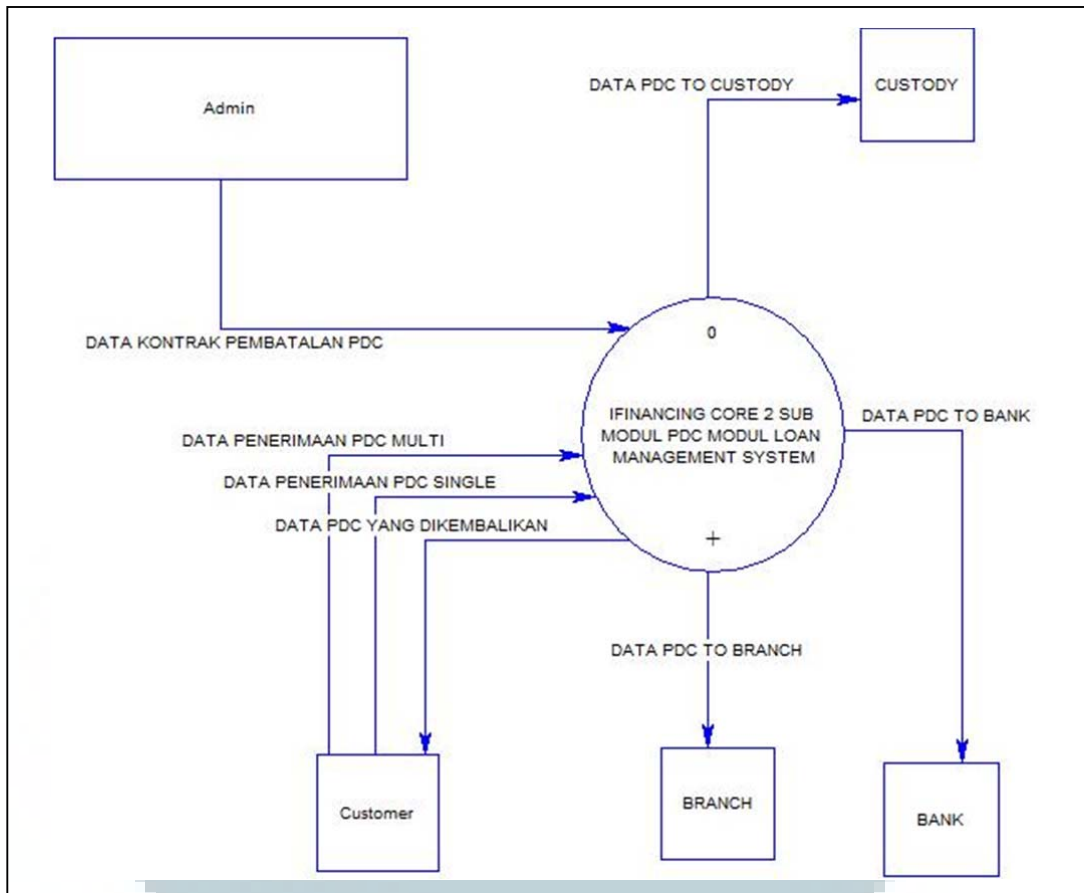 Admin
DATA PDC TO CUSTODY
CUSTODY
DATA KONTRAK PEMBATALAN PDC
0
IFINANCING CORE 2 SUB
MODUL PDC MODUL LOAN
MANAGEMENT SYSTEM
+
DATA PDC TO BANK
DATA PENERIMAAN PDC MULTI
DATA PENERIMAAN PDC SINGLE
DATA PDC YANG DIKEMBALIKAN
DATA PDC TO BRANCH
Customer
BRANCH
BANK